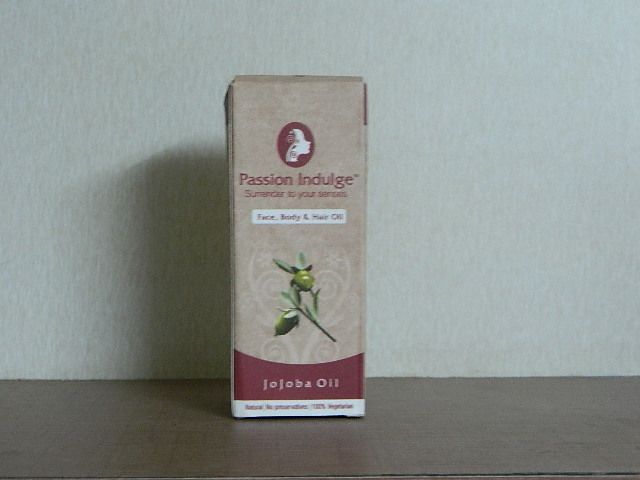 Passion Indulge™
Surrender to your senses
Face, Body & Hair Oil
JoJoba Oil
Natural | No preservatives | 100% Vegetarian